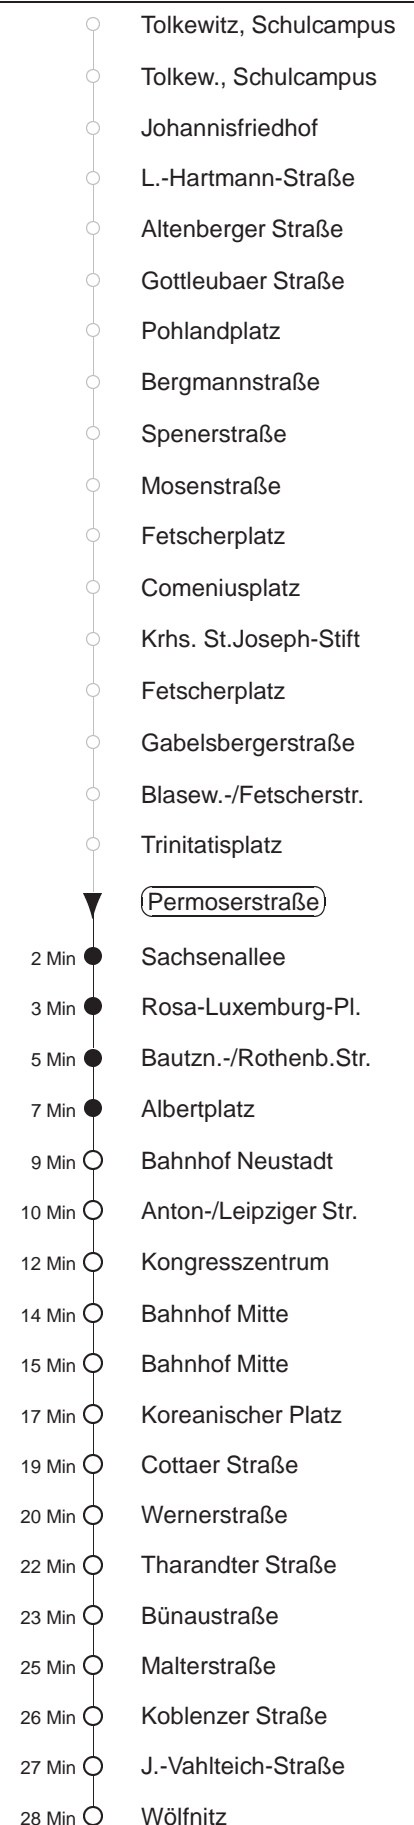 Tolkewitz, Schulcampus
Tolkew., Schulcampus
Johannisfriedhof
L.-Hartmann-Straße
Altenberger Straße
Gottleubaer Straße
Pohlandplatz
Bergmannstraße
Spenerstraße
Mosenstraße
Fetscherplatz
Comeniusplatz
Krhs. St.Joseph-Stift
Fetscherplatz
Gabelsbergerstraße
Blasew.-/Fetscherstr.
Trinitatisplatz
Permoserstraße
2 Min Sachsenallee
3 Min Rosa-Luxemburg-Pl.
5 Min Bautzn.-/Rothenb.Str.
7 Min Albertplatz
9 Min Bahnhof Neustadt
10 Min Anton-/Leipziger Str.
12 Min Kongresszentrum
14 Min Bahnhof Mitte
15 Min Bahnhof Mitte
17 Min Koreanischer Platz
19 Min Cottaer Straße
20 Min Wernerstraße
22 Min Tharandter Straße
23 Min Bünaustraße
25 Min Malterstraße
26 Min Koblenzer Straße
27 Min J.-Vahlteich-Straße
28 Min Wölfnitz